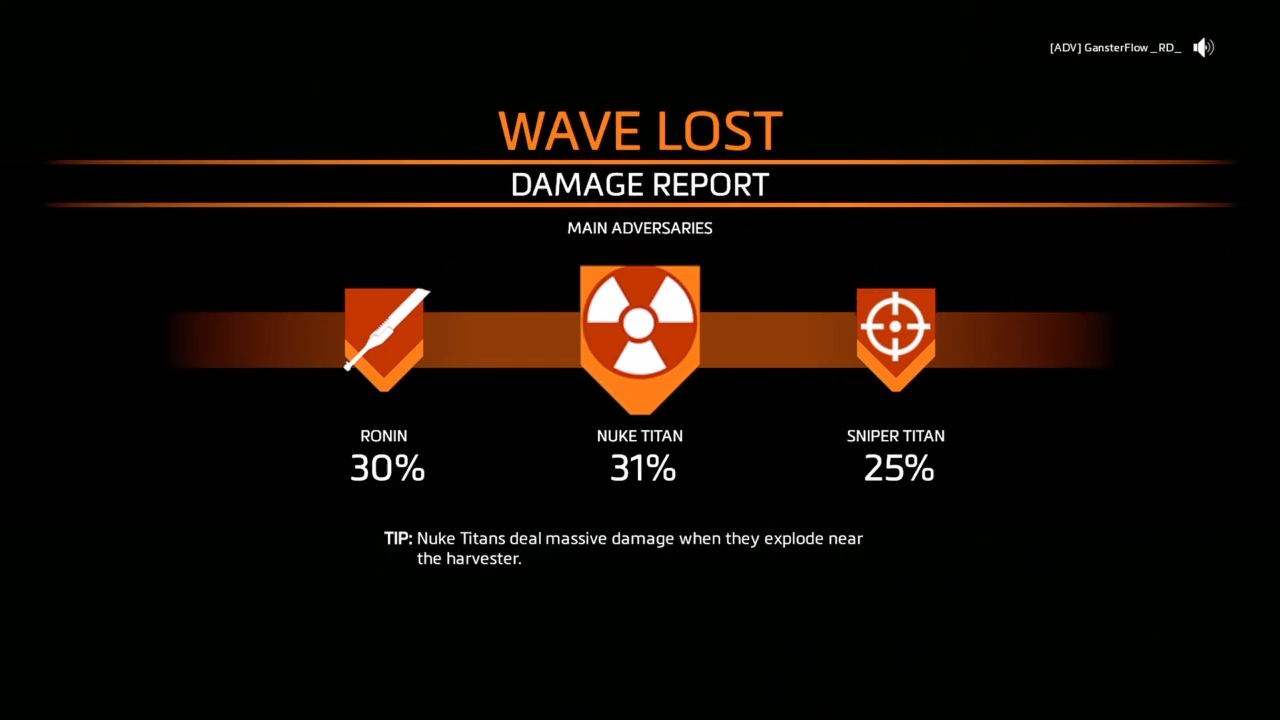 [ADV] GansterFlow_RD_
WAVE LOST
DAMAGE REPORT
MAIN ADVERSARIES
RONIN
30%
NUKE TITAN
31%
SNIPER TITAN
25%
TIP: Nuke Titans deal massive damage when they explode near
the harvester.